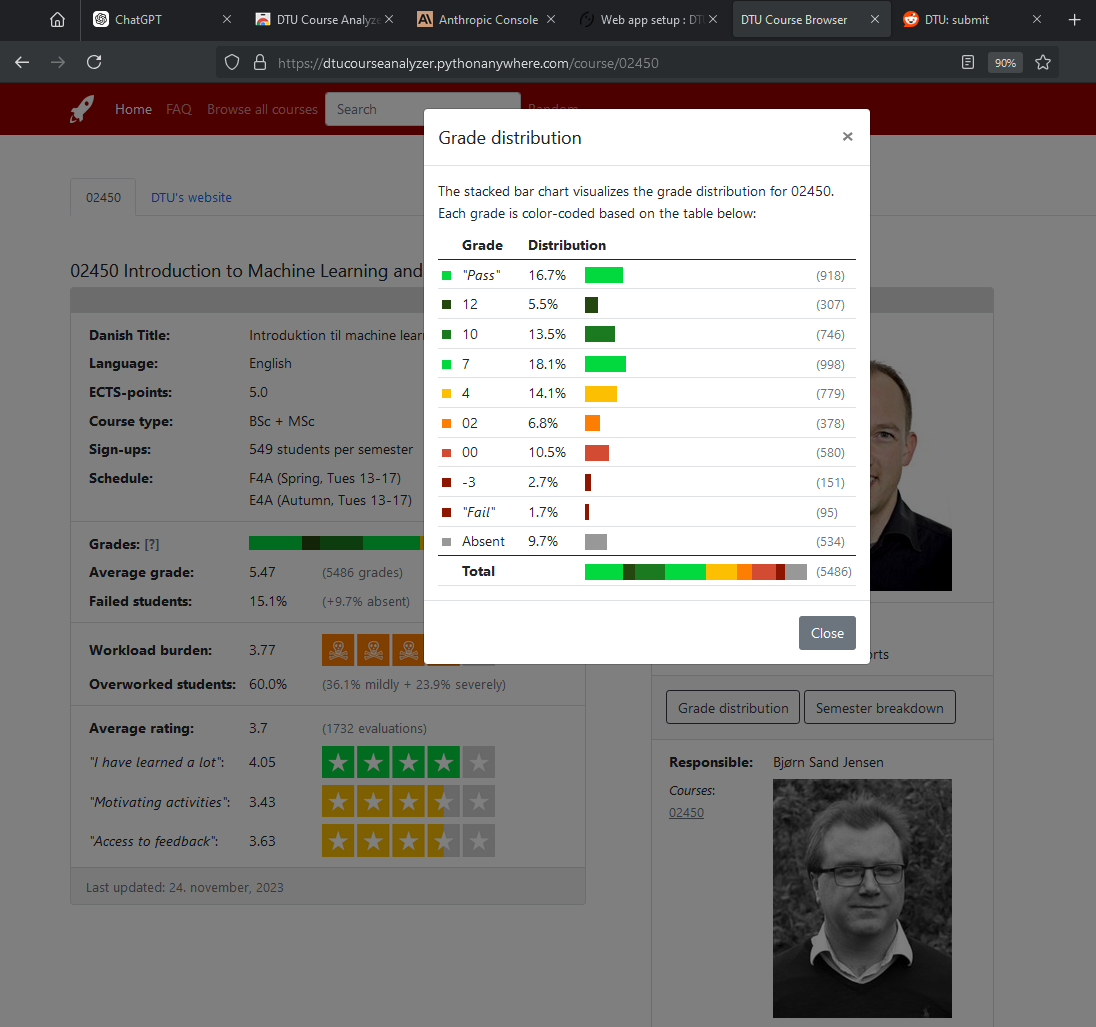 ChatGPT
DTU Course Analyze
Anthropic Console
Web app setup : DT
DTU Course Browser
DTU: submit
https://dtucourseanalyzer.pythonanywhere.com/course/02450
90%
Home FAQ Browse all courses Search Random
Grade distribution ×
The stacked bar chart visualizes the grade distribution for 02450.
Each grade is color-coded based on the table below:
Grade Distribution
"Pass" 16.7% (918)
12 5.5% (307)
10 13.5% (746)
7 18.1% (998)
4 14.1% (779)
02 6.8% (378)
00 10.5% (580)
-3 2.7% (151)
"Fail" 1.7% (95)
Absent 9.7% (534)
Total (5486)
Close
02450 DTU's website
02450 Introduction to Machine Learning and
Danish Title: Introduktion til machine lear
Language: English
ECTS-points: 5.0
Course type: BSc + MSc
Sign-ups: 549 students per semester
Schedule: F4A (Spring, Tues 13-17)
E4A (Autumn, Tues 13-17)
Grades: [?]
Average grade: 5.47 (5486 grades)
Failed students: 15.1% (+9.7% absent)
Workload burden: 3.77
Overworked students: 60.0% (36.1% mildly + 23.9% severely)
Average rating: 3.7 (1732 evaluations)
"I have learned a lot": 4.05
"Motivating activities": 3.43
"Access to feedback": 3.63
Last updated: 24. november, 2023
Grade distribution Semester breakdown
Responsible: Bjørn Sand Jensen
Courses:
02450